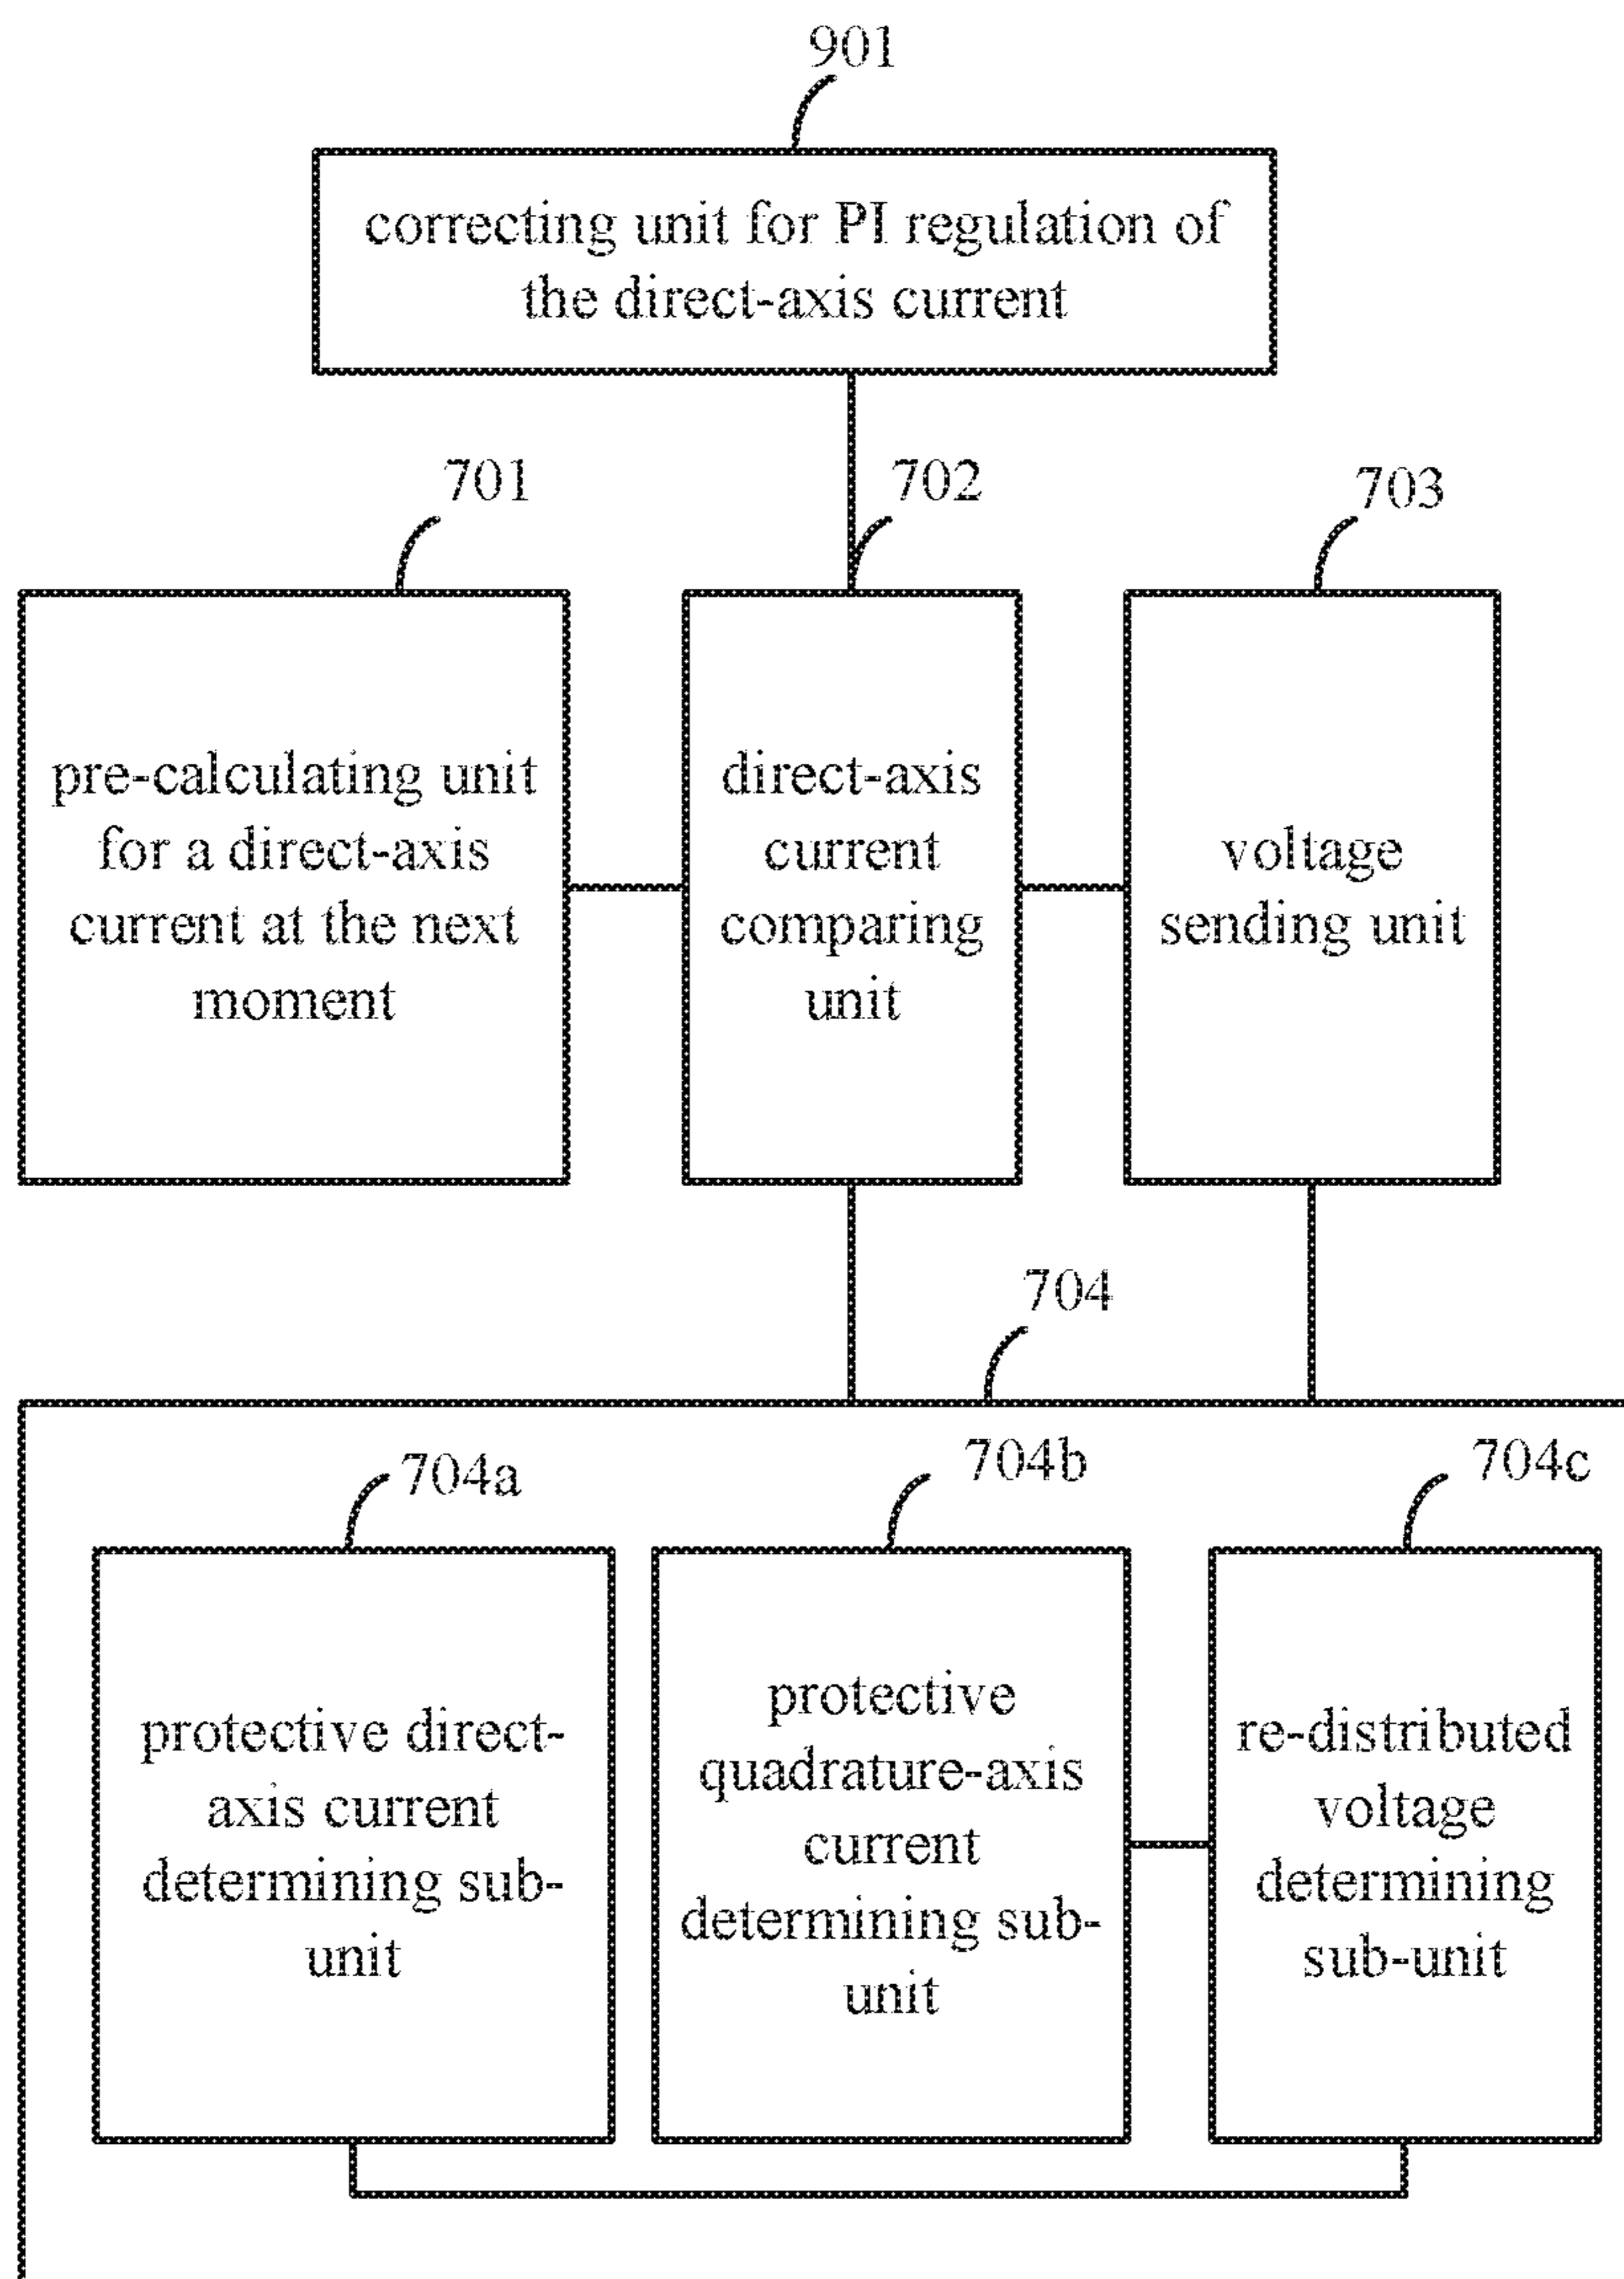 901
correcting unit for PI regulation of
the direct-axis current
701
702
703
pre-calculating unit
for a direct-axis
current at the next
moment
direct-axis
current
comparing
unit
voltage
sending unit
704
704a
704b
704c
protective direct-
axis current
determining sub-
unit
protective
quadrature-axis
current
determining sub-
unit
re-distributed
voltage
determining
sub-unit